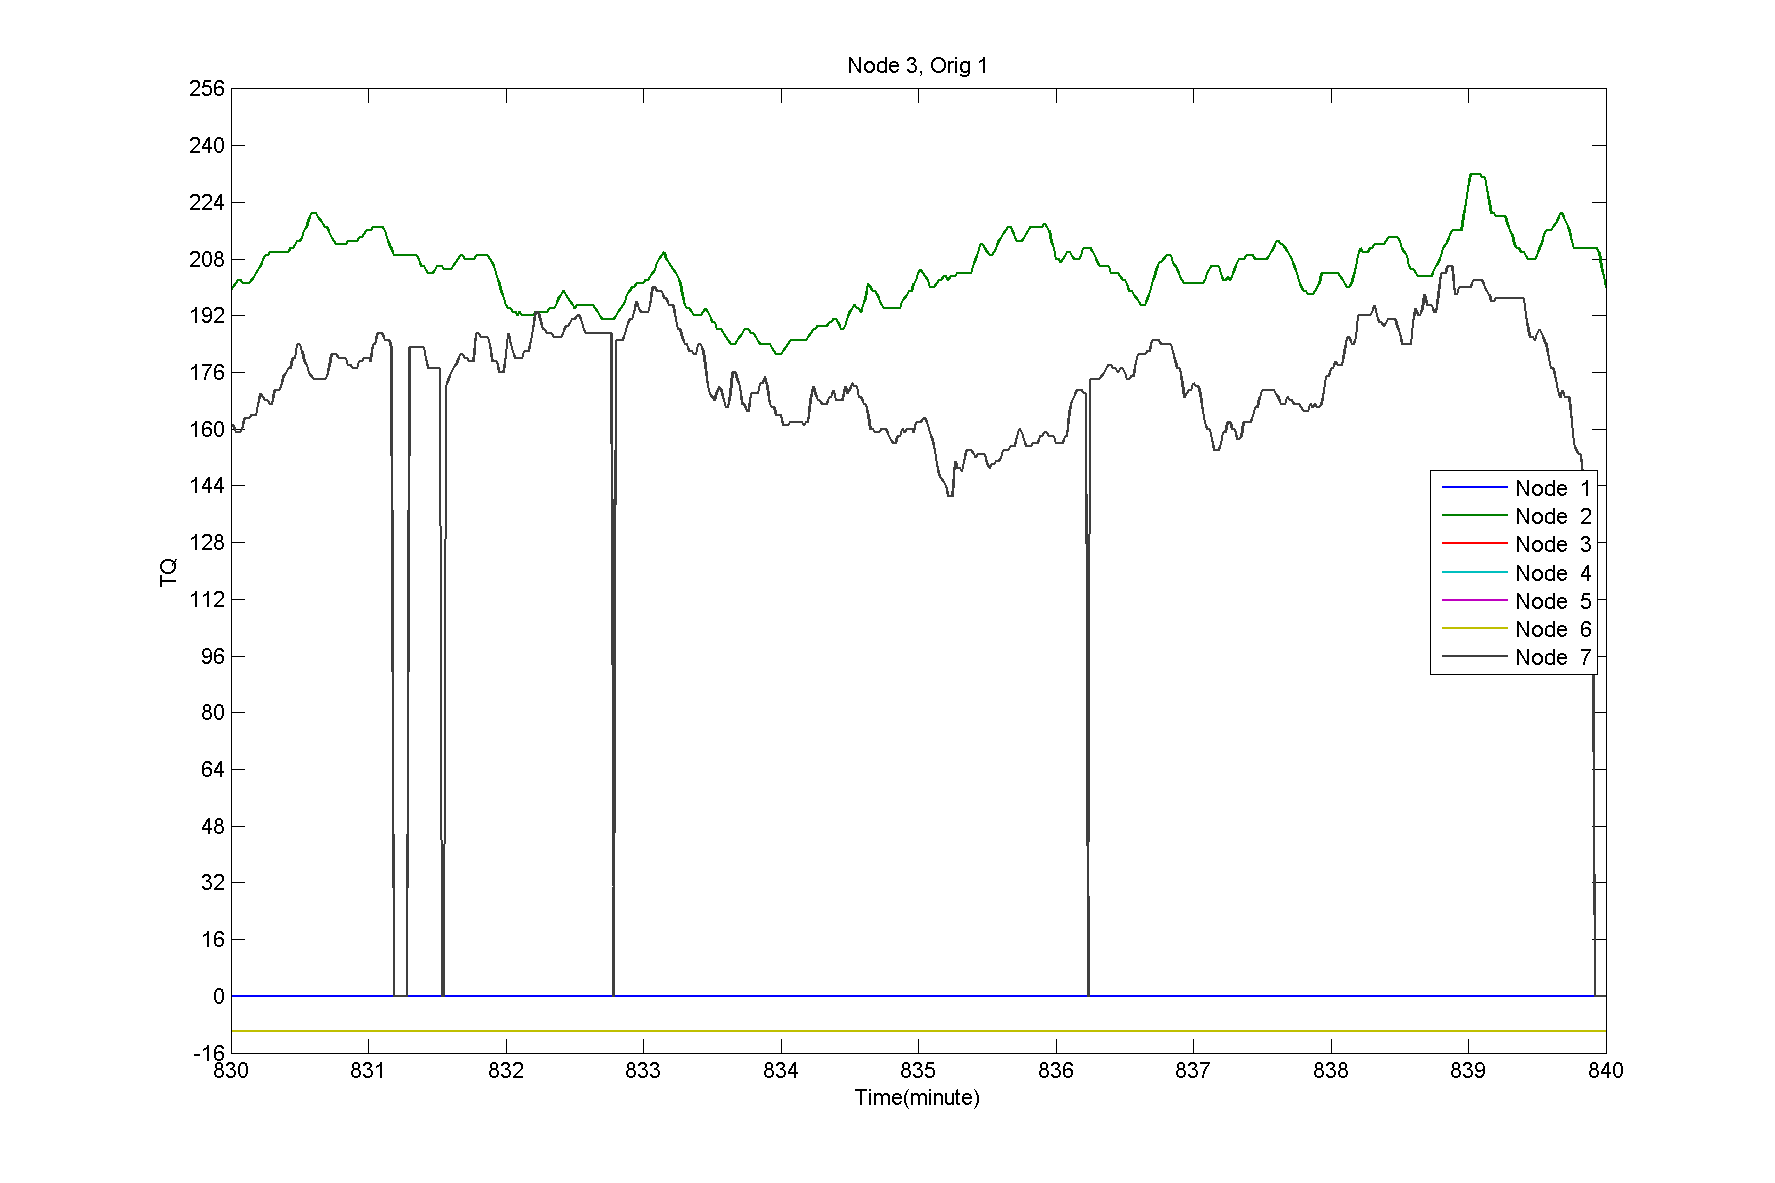 Node 3, Orig 1
256
240
224
208
192
176
160
144
128
112
96
80
64
48
32
16
0
-16
TQ
Node 1
Node 2
Node 3
Node 4
Node 5
Node 6
Node 7
830 831 832 833 834 835 836 837 838 839 840
Time(minute)